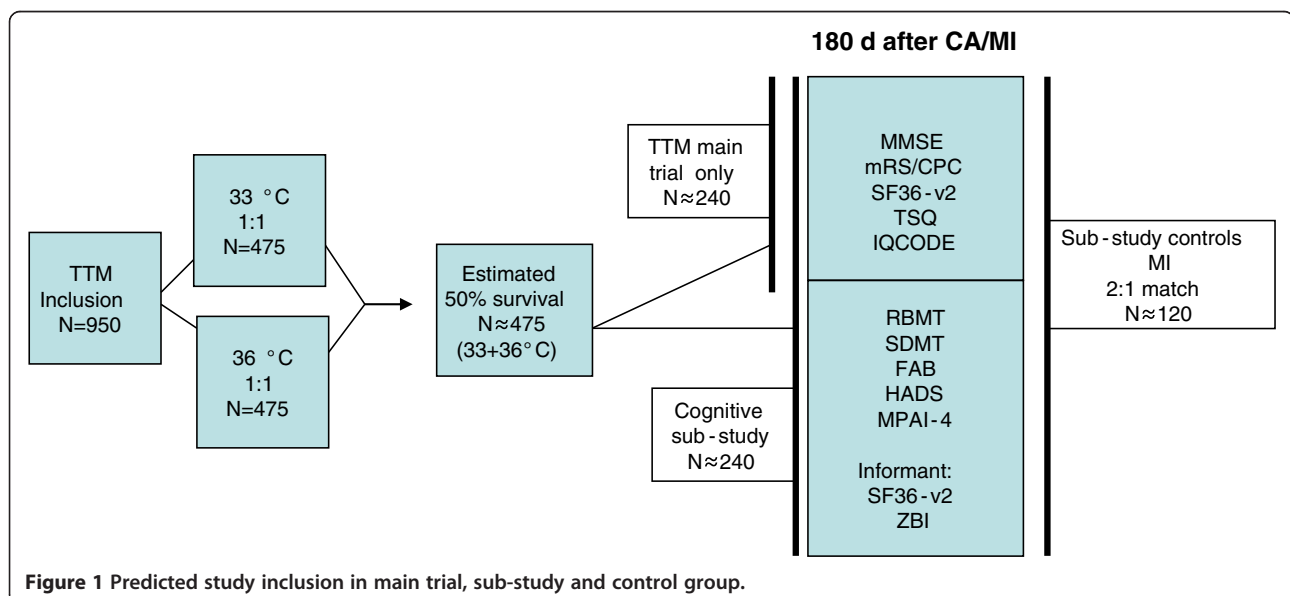 180 d after CA/MI
TTM
Inclusion
N=950
33 °C
1:1
N=475
36 °C
1:1
N=475
Estimated
50% survival
N≈475
(33+36°C)
TTM main
trial only
N≈240
Cognitive
sub-study
N≈240
MMSE
mRS/CPC
SF36-v2
TSQ
IQCODE
RBMT
SDMT
FAB
HADS
MPAI-4
Informant:
SF36-v2
ZBI
Sub-study controls
MI
2:1 match
N≈120
Figure 1 Predicted study inclusion in main trial, sub-study and control group.